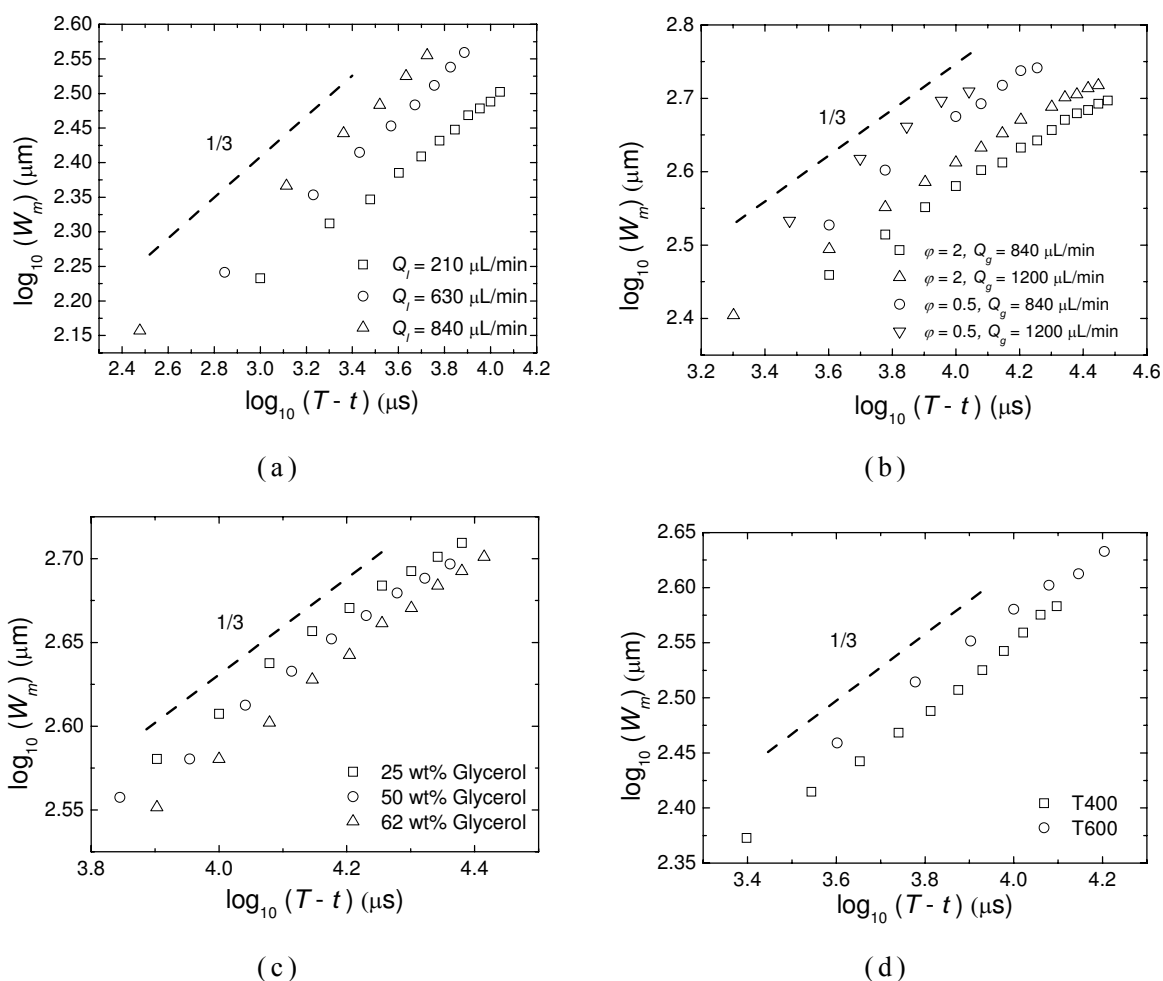 2.60
2.55
2.50
2.45
2.40
2.35
2.30
2.25
2.20
2.15
log₁₀ (Wₘ) (μm)
1/3
Qₗ = 210 μL/min
Qₗ = 630 μL/min
Qₗ = 840 μL/min
2.4 2.6 2.8 3.0 3.2 3.4 3.6 3.8 4.0 4.2
log₁₀ (T - t) (μs)
(a)
2.8
2.7
2.6
2.5
2.4
log₁₀ (Wₘ) (μm)
1/3
φ = 2, Q_g = 840 μL/min
φ = 2, Q_g = 1200 μL/min
φ = 0.5, Q_g = 840 μL/min
φ = 0.5, Q_g = 1200 μL/min
3.2 3.4 3.6 3.8 4.0 4.2 4.4 4.6
log₁₀ (T - t) (μs)
(b)
2.70
2.65
2.60
2.55
log₁₀ (Wₘ) (μm)
1/3
25 wt% Glycerol
50 wt% Glycerol
62 wt% Glycerol
3.8 4.0 4.2 4.4
log₁₀ (T - t) (μs)
(c)
2.65
2.60
2.55
2.50
2.45
2.40
2.35
log₁₀ (Wₘ) (μm)
1/3
T400
T600
3.4 3.6 3.8 4.0 4.2
log₁₀ (T - t) (μs)
(d)